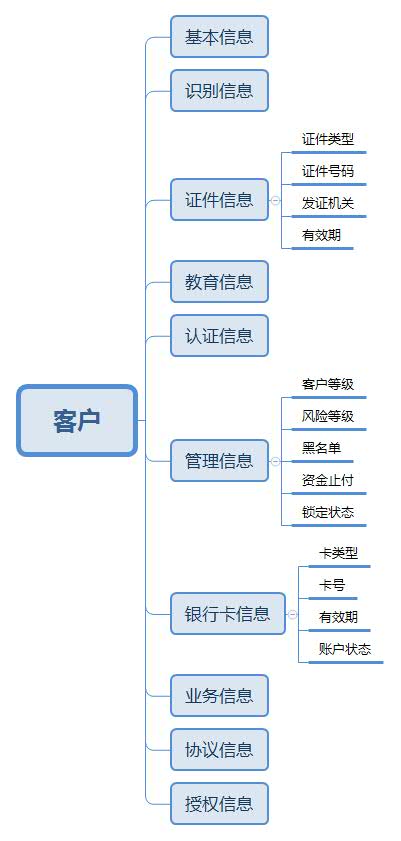 客户
基本信息
识别信息
证件信息
证件类型
证件号码
发证机关
有效期
教育信息
认证信息
管理信息
客户等级
风险等级
黑名单
资金止付
锁定状态
银行卡信息
卡类型
卡号
有效期
账户状态
业务信息
协议信息
授权信息